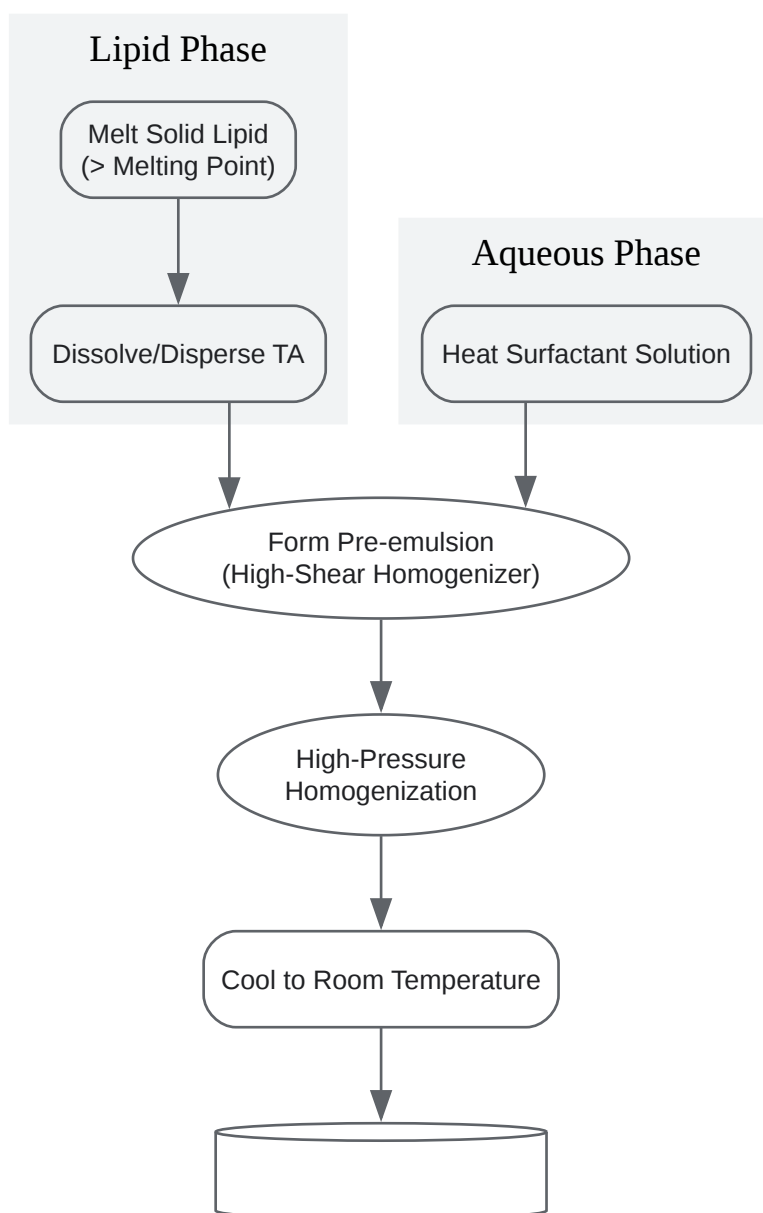 Lipid Phase
Melt Solid Lipid
(> Melting Point)
Aqueous Phase
Dissolve/Disperse TA
Heat Surfactant Solution
Form Pre-emulsion
(High-Shear Homogenizer)
High-Pressure
Homogenization
Cool to Room Temperature